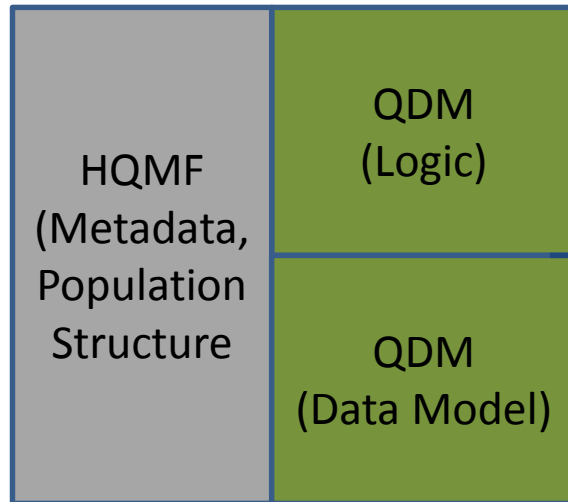 HQMF
(Metadata,
Population
Structure
QDM
(Logic)
QDM
(Data Model)